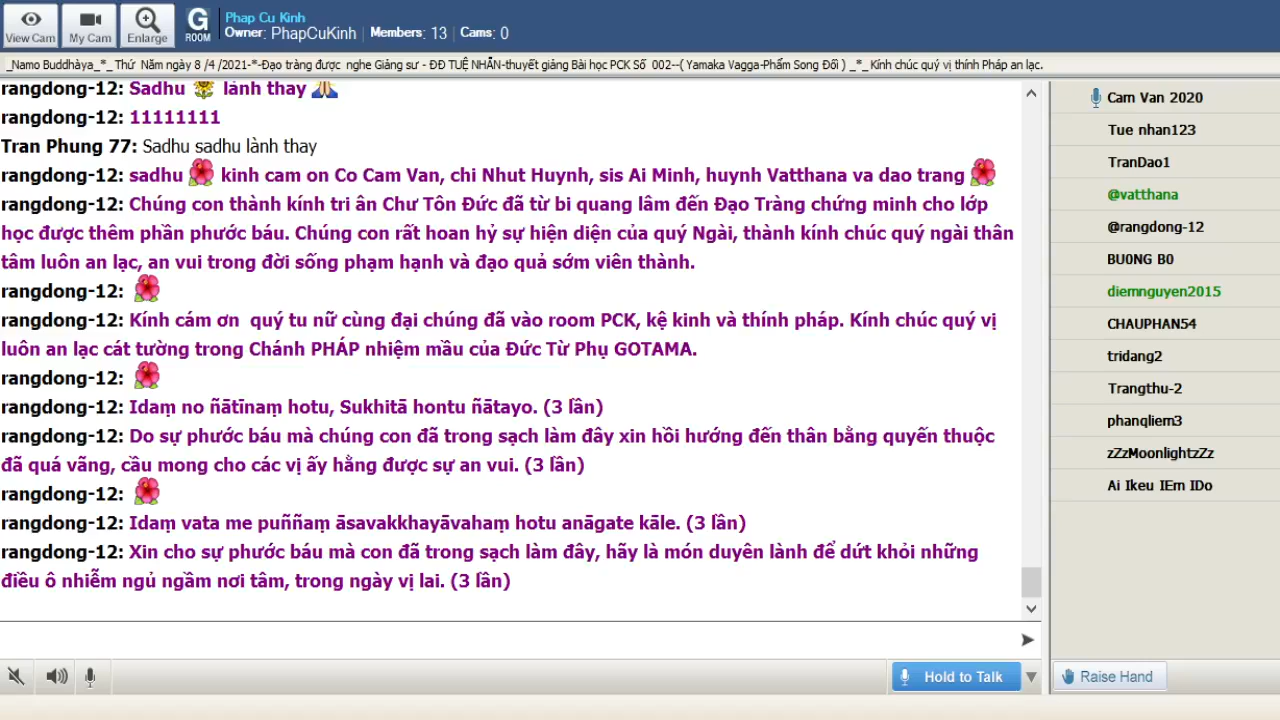 View Cam
My Cam
Enlarge
G
ROOM
Phap Cu Kinh
Owner: PhapCuKinh | Members: 13 | Cams: 0
_Namo Buddhàya_*_ Thứ Năm ngày 8 /4 /2021-*-Đạo tràng được nghe Giảng sư - ĐĐ TUỆ NHẪN-thuyết giảng Bài học PCK Số 002--( Yamaka Vagga-Phẩm Song Đối ) _*_ Kính chúc quý vị thính Pháp an lạc.
rangdong-12: Sadhu lành thay
rangdong-12: 11111111
Tran Phung 77: Sadhu sadhu lành thay
rangdong-12: sadhu kinh cam on Co Cam Van, chi Nhut Huynh, sis Ai Minh, huynh Vatthana va dao trang
rangdong-12: Chúng con thành kính tri ân Chư Tôn Đức đã từ bi quang lâm đến Đạo Tràng chứng minh cho lớp
học được thêm phần phước báu. Chúng con rất hoan hỷ sự hiện diện của quý Ngài, thành kính chúc quý ngài thân
tâm luôn an lạc, an vui trong đời sống phạm hạnh và đạo quả sớm viên thành.
rangdong-12:
rangdong-12: Kính cám ơn quý tu nữ cùng đại chúng đã vào room PCK, kệ kinh và thính pháp. Kính chúc quý vị
luôn an lạc cát tường trong Chánh PHÁP nhiệm mầu của Đức Từ Phụ GOTAMA.
rangdong-12:
rangdong-12: Idaṃ no ñātīnaṃ hotu, Sukhitā hontu ñātayo. (3 lần)
rangdong-12: Do sự phước báu mà chúng con đã trong sạch làm đây xin hồi hướng đến thân bằng quyến thuộc
đã quá vãng, cầu mong cho các vị ấy hằng được sự an vui. (3 lần)
rangdong-12:
rangdong-12: Idaṃ vata me puññaṃ āsavakkhayāvahaṃ hotu anāgate kāle. (3 lần)
rangdong-12: Xin cho sự phước báu mà con đã trong sạch làm đây, hãy là món duyên lành để dứt khỏi những
điều ô nhiễm ngủ ngầm nơi tâm, trong ngày vị lai. (3 lần)
Hold to Talk
Cam Van 2020
Tue nhan123
TranDao1
@vatthana
@rangdong-12
BU0NG B0
diemnguyen2015
CHAUPHAN54
tridang2
Trangthu-2
phanqliem3
zZzMoonlightzZz
Ai Ikeu IEm IDo
Raise Hand